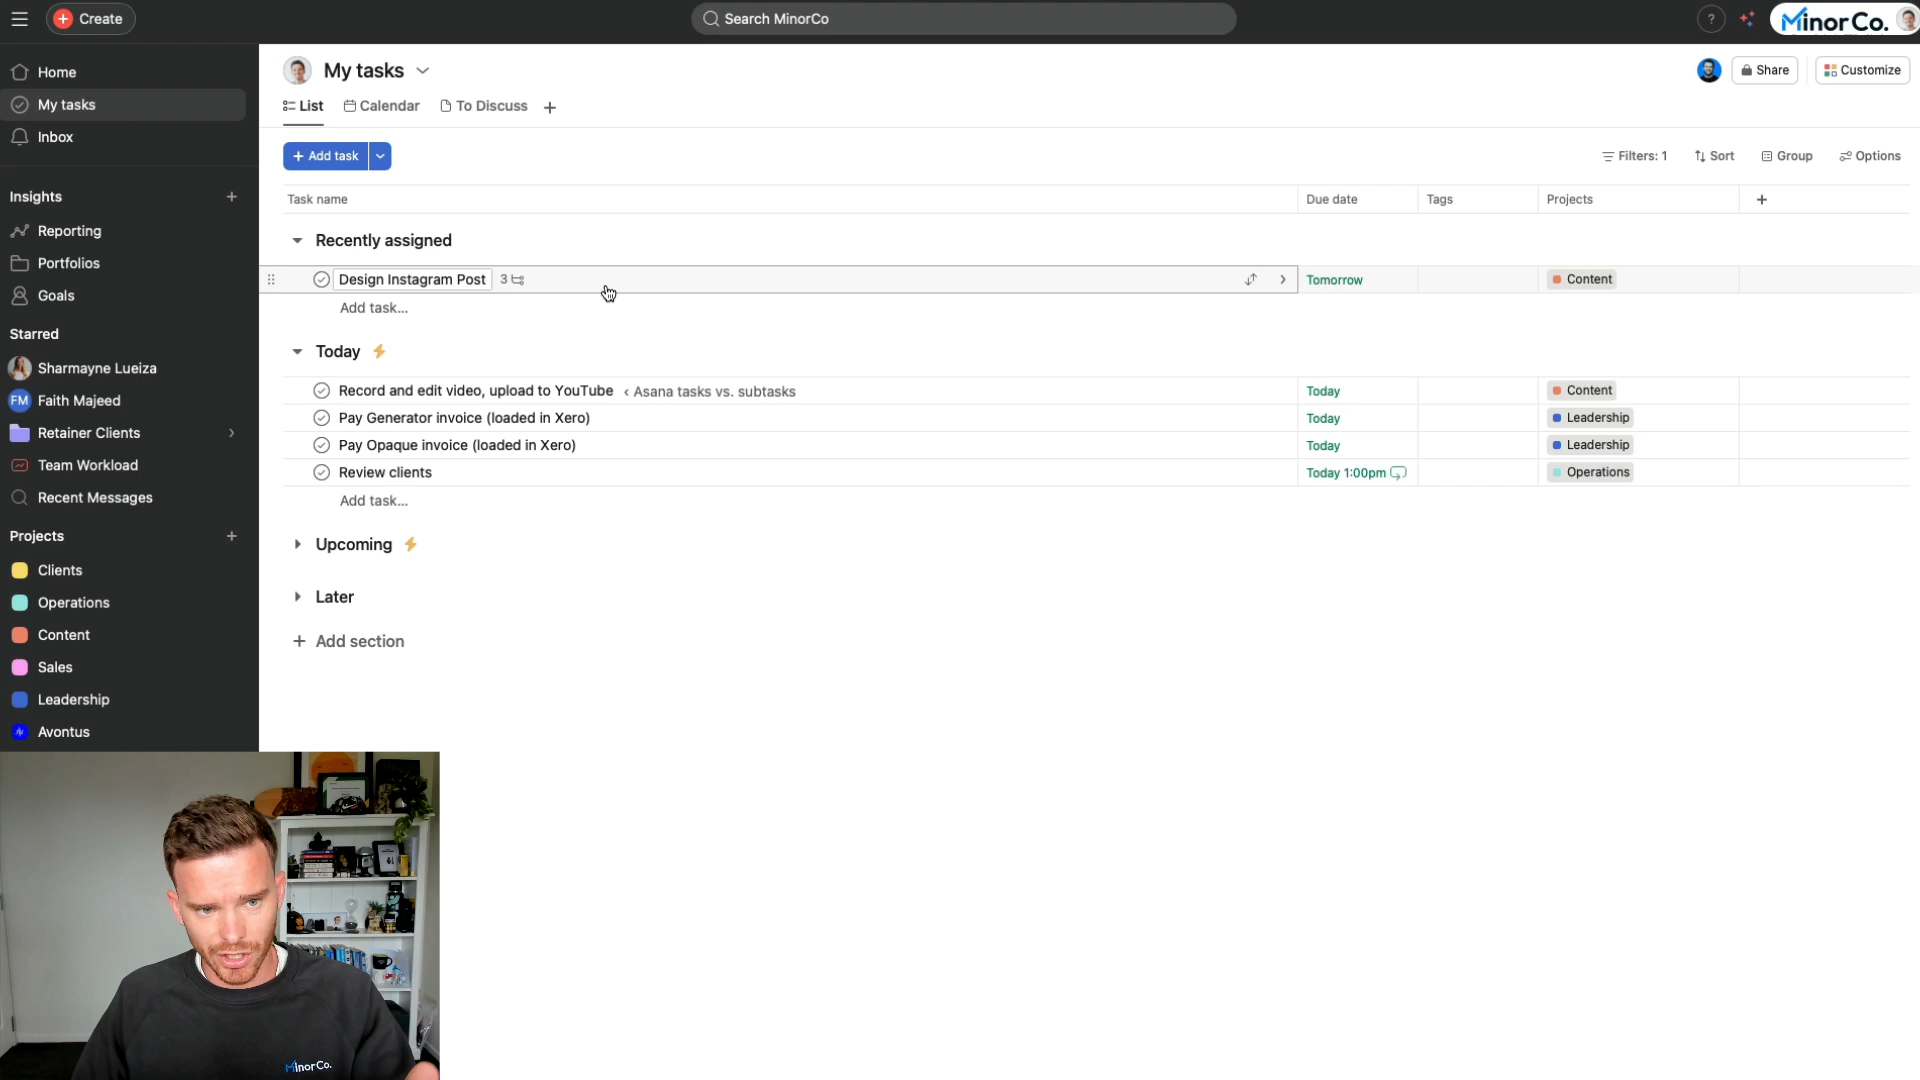 Create
Search MinorCo
?
MinorCo.
Home
My tasks
Inbox
Insights
Reporting
Portfolios
Goals
Starred
Sharmayne Lueiza
FM Faith Majeed
Retainer Clients
Team Workload
Recent Messages
Projects
Clients
Operations
Content
Sales
Leadership
Avontus
My tasks
Share
Customize
List
Calendar
To Discuss
+ Add task
Filters: 1
Sort
Group
Options
Task name
Due date
Tags
Projects
Recently assigned
Design Instagram Post 3
Tomorrow
Content
Add task...
Today
Record and edit video, upload to YouTube ‹ Asana tasks vs. subtasks
Today
Content
Pay Generator invoice (loaded in Xero)
Today
Leadership
Pay Opaque invoice (loaded in Xero)
Today
Leadership
Review clients
Today 1:00pm
Operations
Add task...
Upcoming
Later
+ Add section
MinorCo.